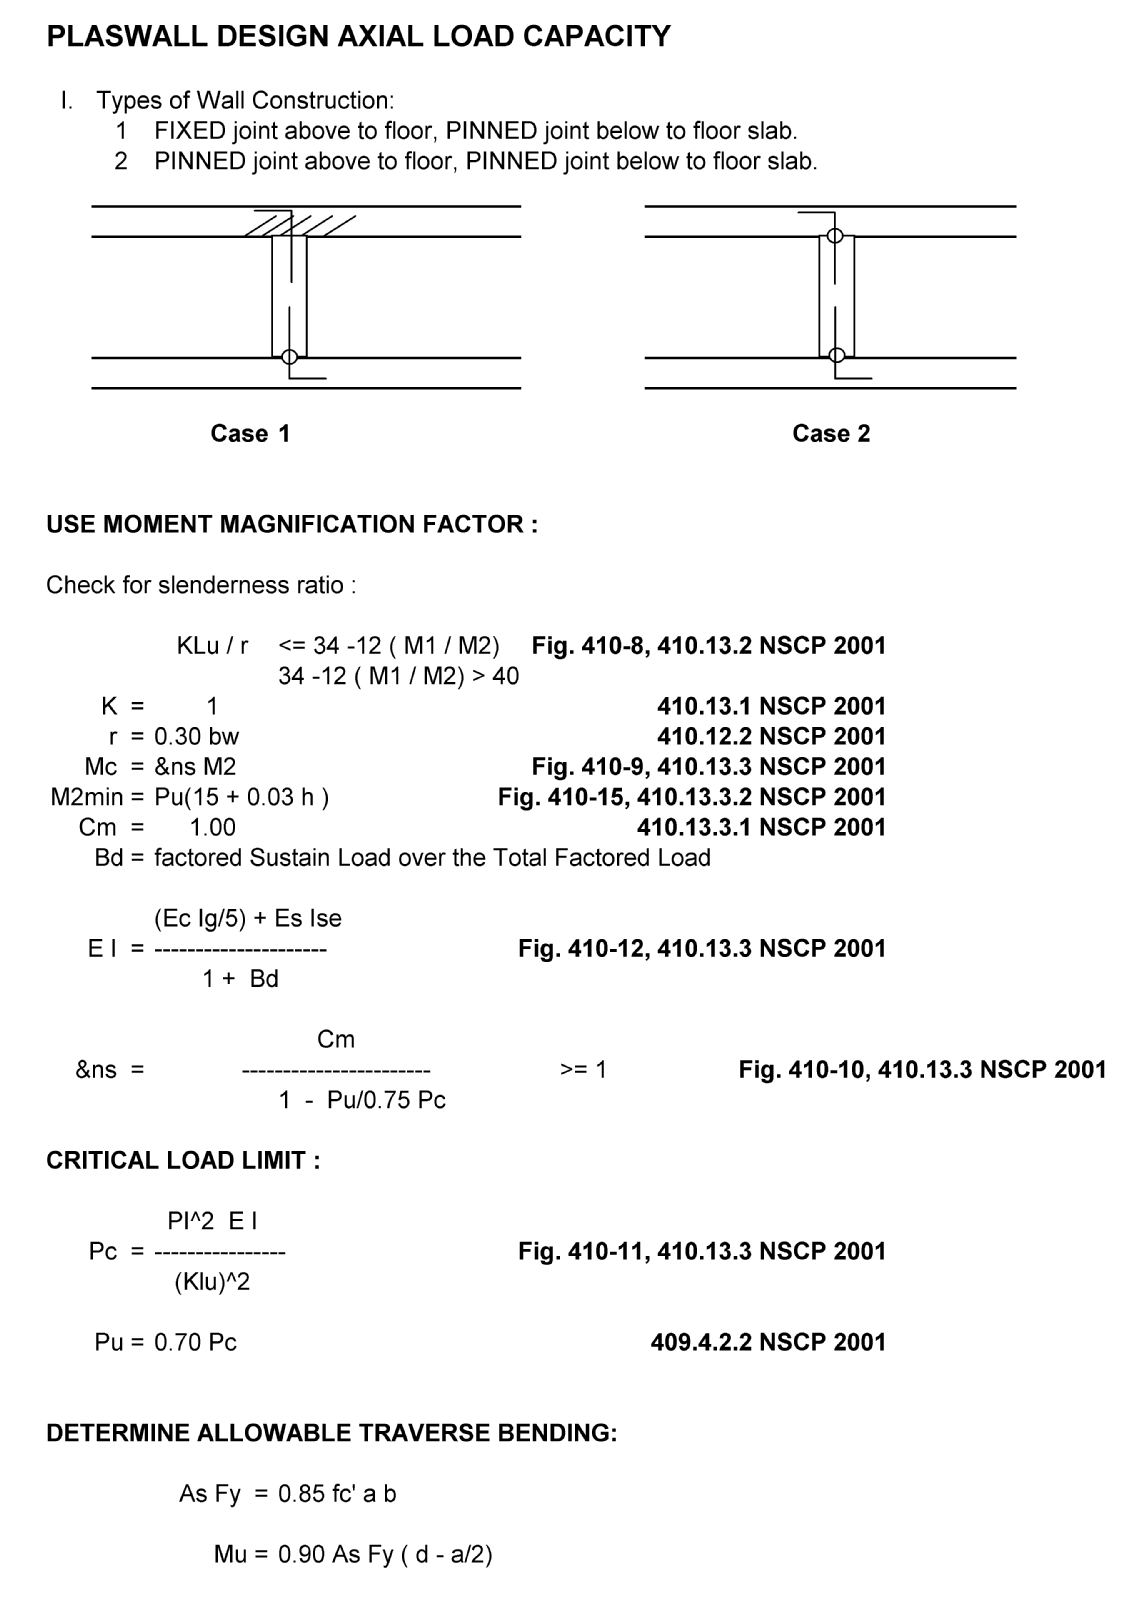 PLASWALL DESIGN AXIAL LOAD CAPACITY
I. Types of Wall Construction:
1 FIXED joint above to floor, PINNED joint below to floor slab.
2 PINNED joint above to floor, PINNED joint below to floor slab.
Case 1 Case 2
USE MOMENT MAGNIFICATION FACTOR :
Check for slenderness ratio :
KLu / r <= 34 -12 ( M1 / M2) Fig. 410-8, 410.13.2 NSCP 2001
34 -12 ( M1 / M2) > 40
K = 1 410.13.1 NSCP 2001
r = 0.30 bw 410.12.2 NSCP 2001
Mc = &ns M2 Fig. 410-9, 410.13.3 NSCP 2001
M2min = Pu(15 + 0.03 h ) Fig. 410-15, 410.13.3.2 NSCP 2001
Cm = 1.00 410.13.3.1 NSCP 2001
Bd = factored Sustain Load over the Total Factored Load
(Ec Ig/5) + Es Ise
E I = --------------------- Fig. 410-12, 410.13.3 NSCP 2001
1 + Bd
Cm
&ns = ----------------------- >= 1 Fig. 410-10, 410.13.3 NSCP 2001
1 - Pu/0.75 Pc
CRITICAL LOAD LIMIT :
PI^2 E I
Pc = ---------------- Fig. 410-11, 410.13.3 NSCP 2001
(Klu)^2
Pu = 0.70 Pc 409.4.2.2 NSCP 2001
DETERMINE ALLOWABLE TRAVERSE BENDING:
As Fy = 0.85 fc' a b
Mu = 0.90 As Fy ( d - a/2)